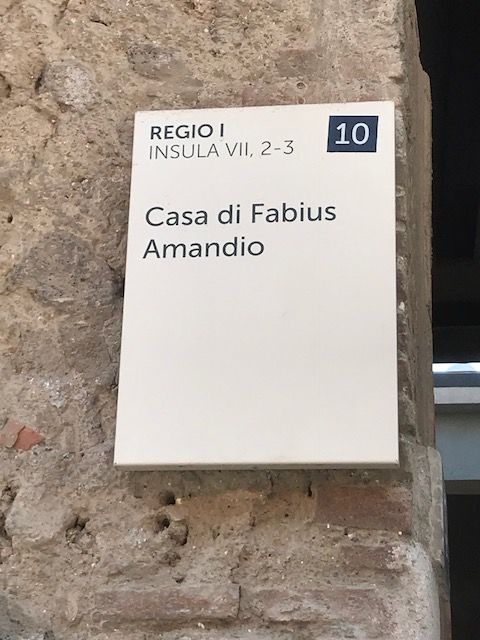 REGIO I
10
INSULA VII, 2-3
Casa di Fabius
Amandio